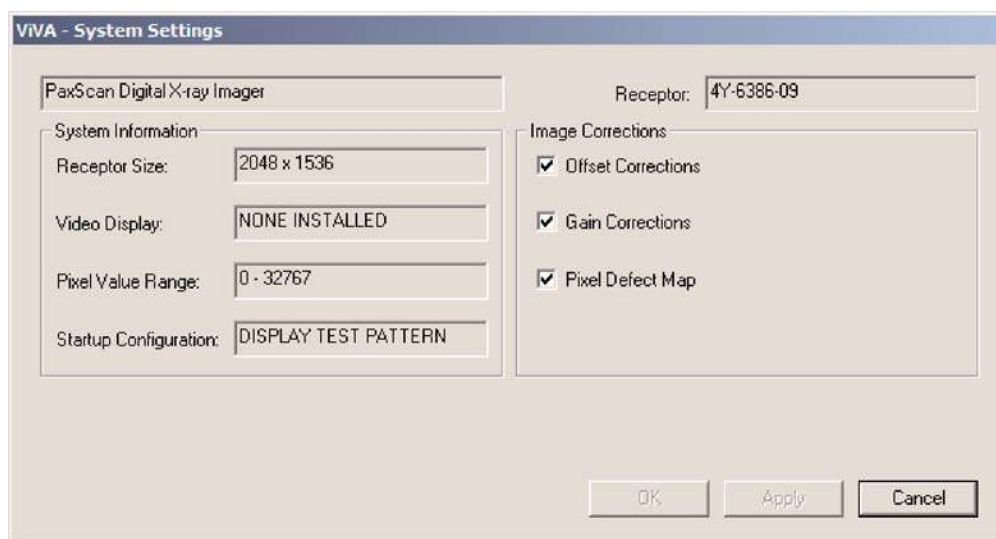 ViVA - System Settings
PaxScan Digital X-ray Imager
Receptor: 4Y-6386-09
System Information
Receptor Size: 2048 x 1536
Video Display: NONE INSTALLED
Pixel Value Range: 0 - 32767
Startup Configuration: DISPLAY TEST PATTERN
Image Corrections
Offset Corrections
Gain Corrections
Pixel Defect Map
OK Apply Cancel